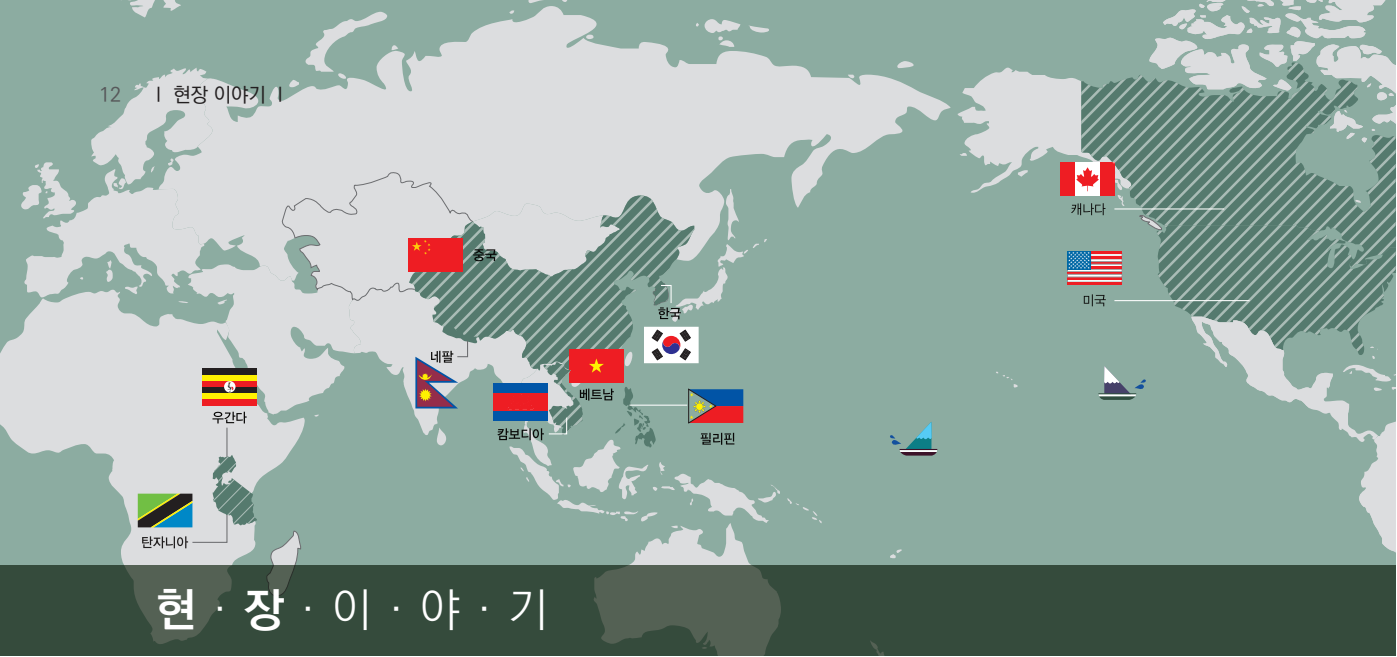 12 | 현장 이야기 |
캐나다
중국
미국
한국
네팔
베트남
우간다
캄보디아
필리핀
탄자니아
현·장·이·야·기